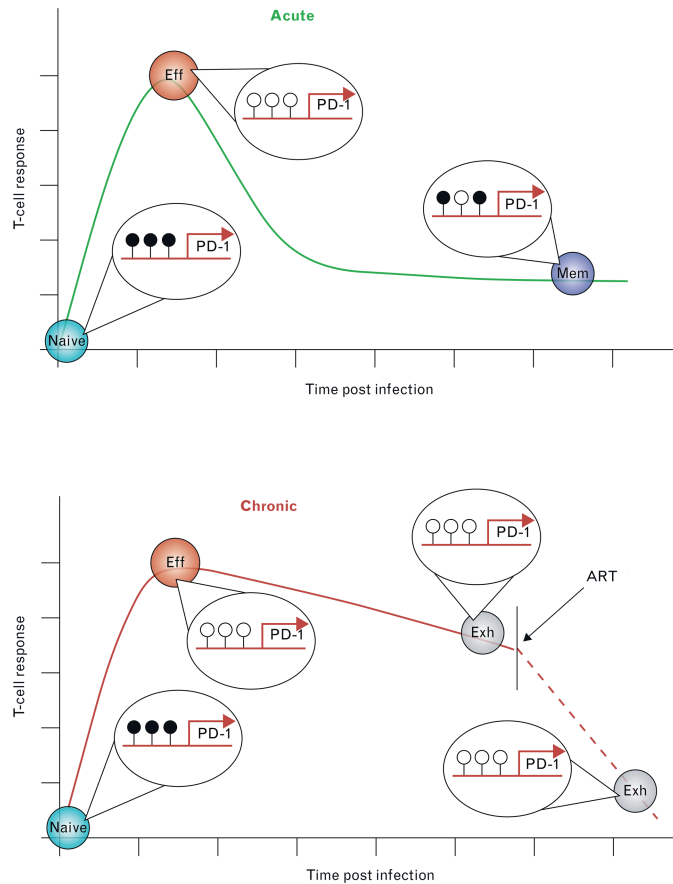 Acute
Eff
PD-1
T-cell response
PD-1
PD-1
Mem
Naive
Time post infection
Chronic
PD-1
Eff
ART
PD-1
Exh
T-cell response
PD-1
PD-1
Exh
Naive
Time post infection